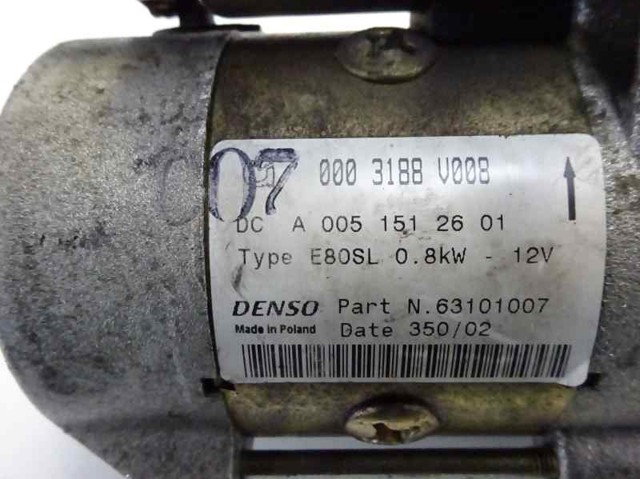 007 000 3188 V008
DC A 005 151 26 01
Type E80SL 0.8kW - 12V
DENSO Part N.63101007
Made in Poland Date 350/02